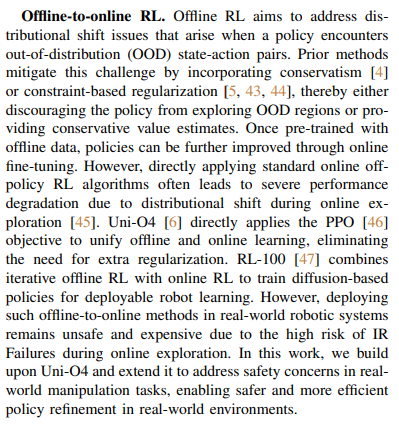 Offline-to-online RL. Offline RL aims to address dis-
tributional shift issues that arise when a policy encounters
out-of-distribution (OOD) state-action pairs. Prior methods
mitigate this challenge by incorporating conservatism [4]
or constraint-based regularization [5, 43, 44], thereby either
discouraging the policy from exploring OOD regions or pro-
viding conservative value estimates. Once pre-trained with
offline data, policies can be further improved through online
fine-tuning. However, directly applying standard online off-
policy RL algorithms often leads to severe performance
degradation due to distributional shift during online ex-
ploration [45]. Uni-O4 [6] directly applies the PPO [46]
objective to unify offline and online learning, eliminating
the need for extra regularization. RL-100 [47] combines
iterative offline RL with online RL to train diffusion-based
policies for deployable robot learning. However, deploying
such offline-to-online methods in real-world robotic systems
remains unsafe and expensive due to the high risk of IR
Failures during online exploration. In this work, we build
upon Uni-O4 and extend it to address safety concerns in real-
world manipulation tasks, enabling safer and more efficient
policy refinement in real-world environments.